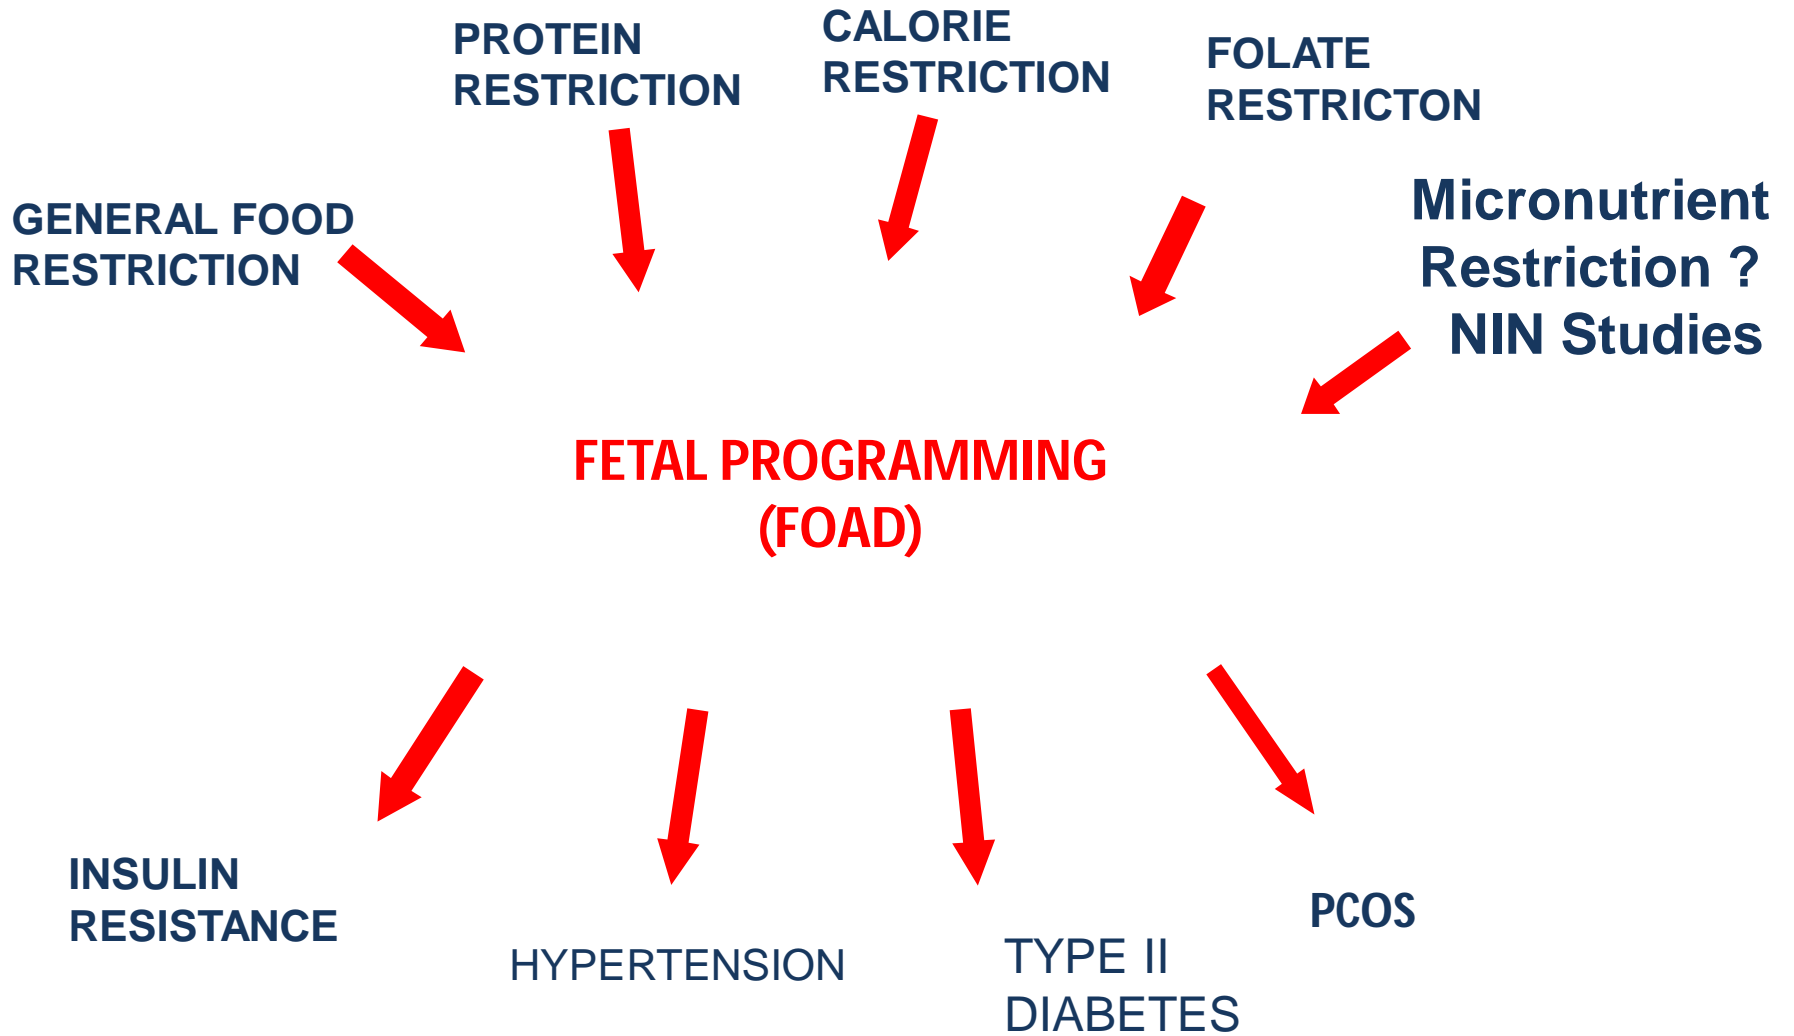 PROTEIN
RESTRICTION
CALORIE
RESTRICTION
FOLATE
RESTRICTON
GENERAL FOOD
RESTRICTION
Micronutrient
Restriction ?
NIN Studies
FETAL PROGRAMMING
(FOAD)
INSULIN
RESISTANCE
HYPERTENSION
TYPE II
DIABETES
PCOS